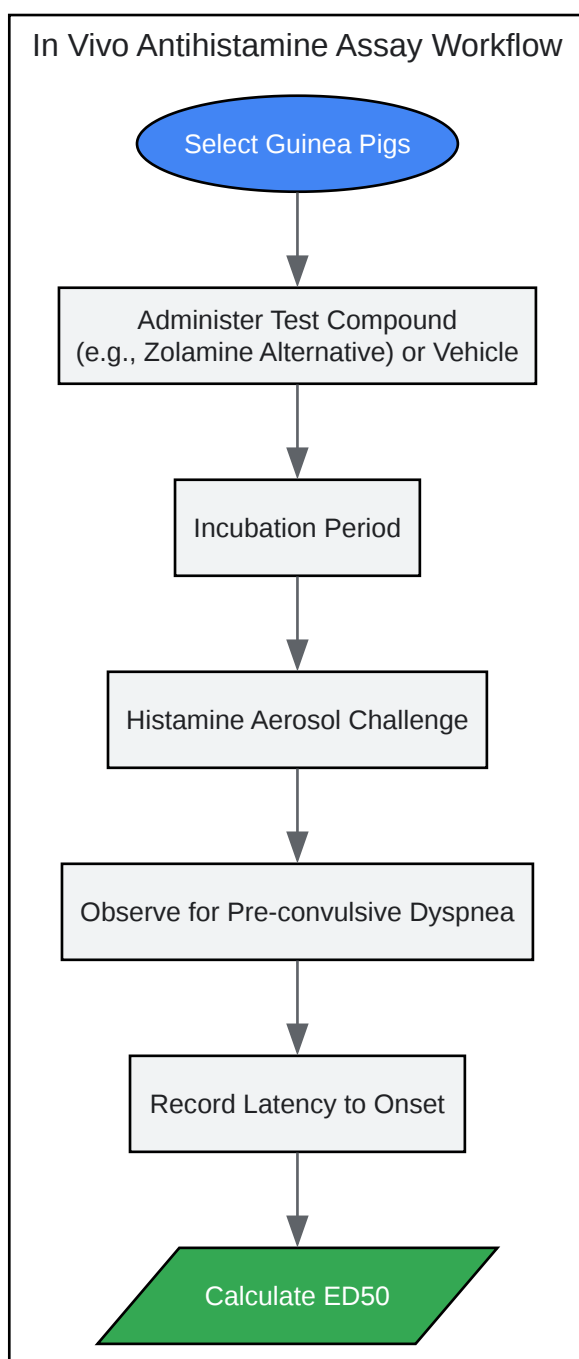 In Vivo Antihistamine Assay Workflow
Select Guinea Pigs
Administer Test Compound
(e.g., Zolamine Alternative) or Vehicle
Incubation Period
Histamine Aerosol Challenge
Observe for Pre-convulsive Dyspnea
Record Latency to Onset
Calculate ED50